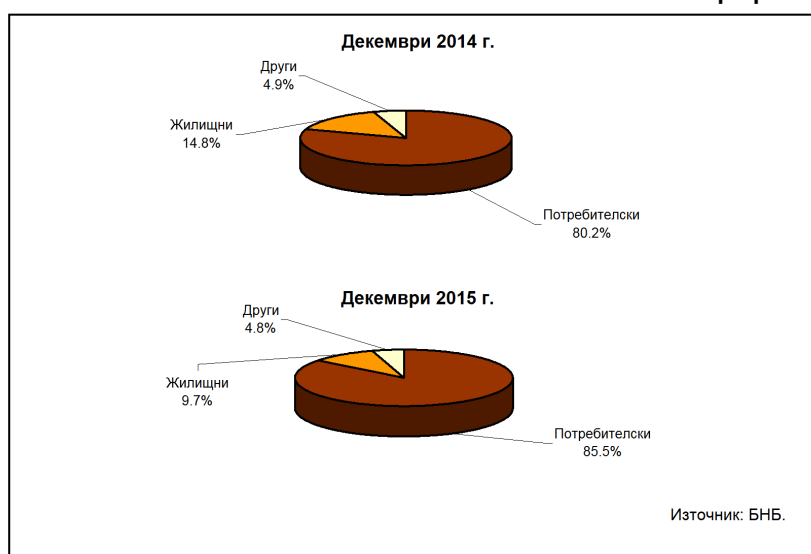 Декември 2014 г.
Други
4.9%
Жилищни
14.8%
Потребителски
80.2%
Декември 2015 г.
Други
4.8%
Жилищни
9.7%
Потребителски
85.5%
Източник: БНБ.